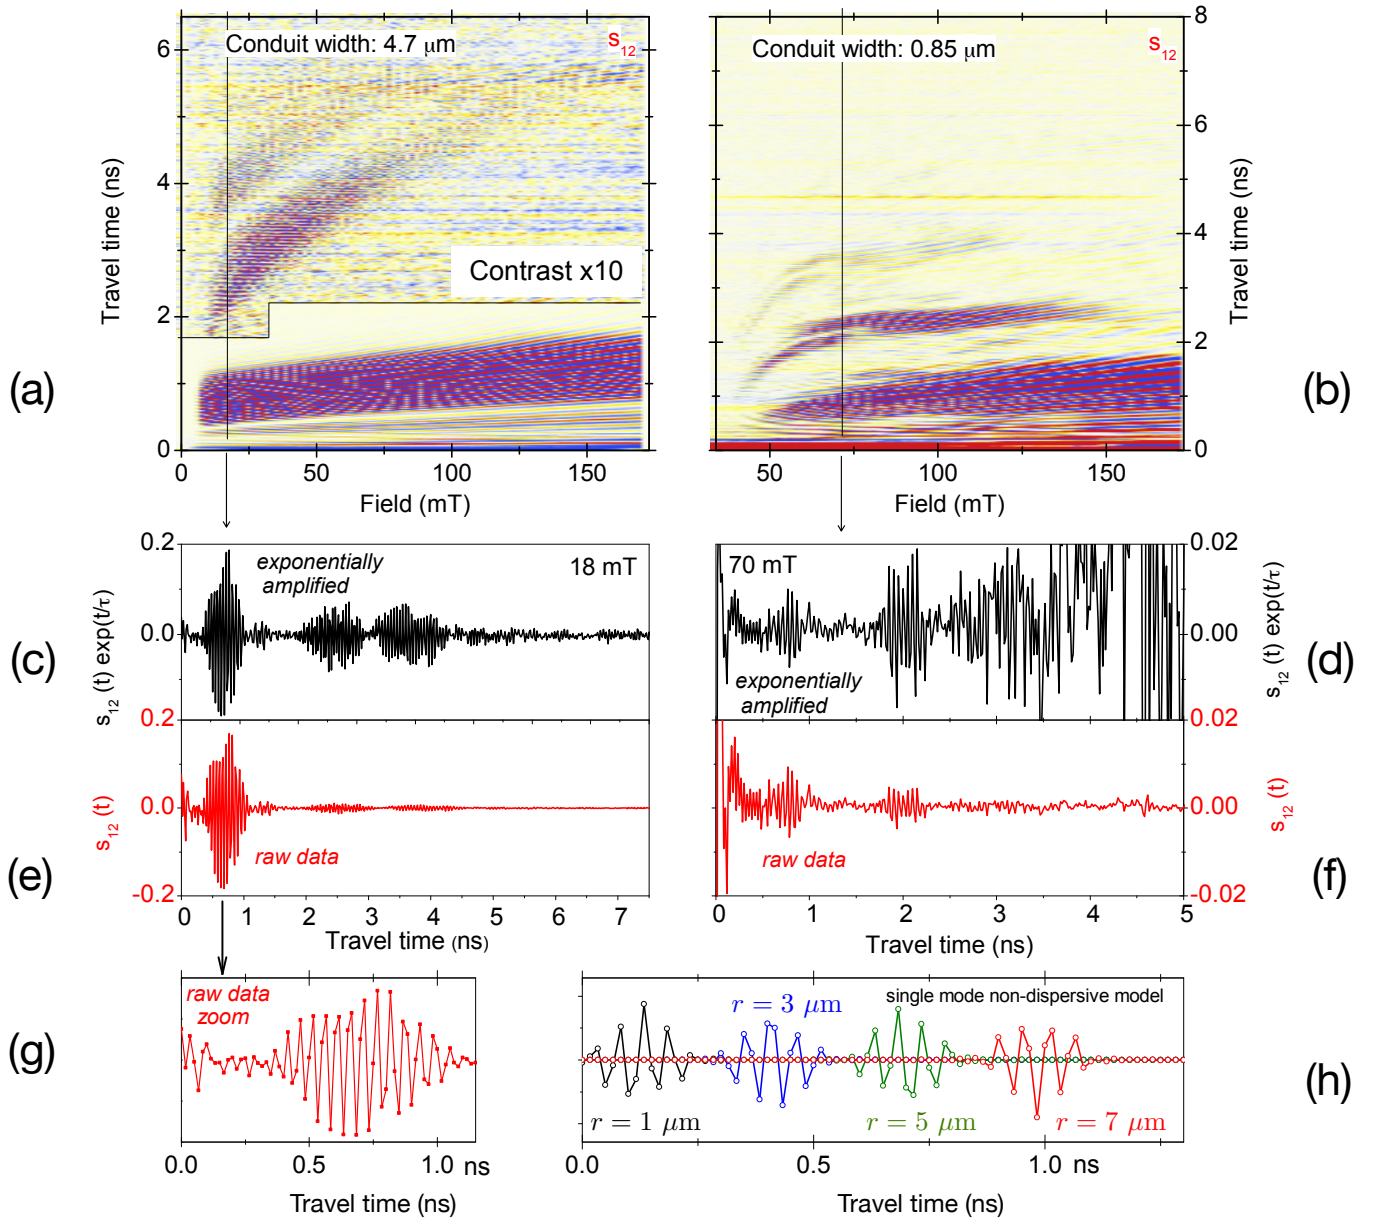 Conduit width: 4.7 μm
s12
Conduit width: 0.85 μm
s12
6
4
2
0
Travel time (ns)
Contrast x10
8
6
4
2
0
Travel time (ns)
(a)
(b)
0 50 100 150
Field (mT)
50 100 150
Field (mT)
0.2
0.0
0.2
s12 (t) exp(t/τ)
exponentially
amplified
18 mT
(c)
70 mT
exponentially
amplified
0.02
0.00
0.02
s12 (t) exp(t/τ)
(d)
0.0
-0.2
s12 (t)
raw data
(e)
raw data
0.00
-0.02
s12 (t)
(f)
0 1 2 3 4 5 6 7
Travel time (ns)
0 1 2 3 4 5
Travel time (ns)
raw data
zoom
(g)
0.0 0.5 1.0 ns
Travel time (ns)
single mode non-dispersive model
r = 3 μm
r = 1 μm
r = 5 μm
r = 7 μm
(h)
0.0 0.5 1.0 ns
Travel time (ns)